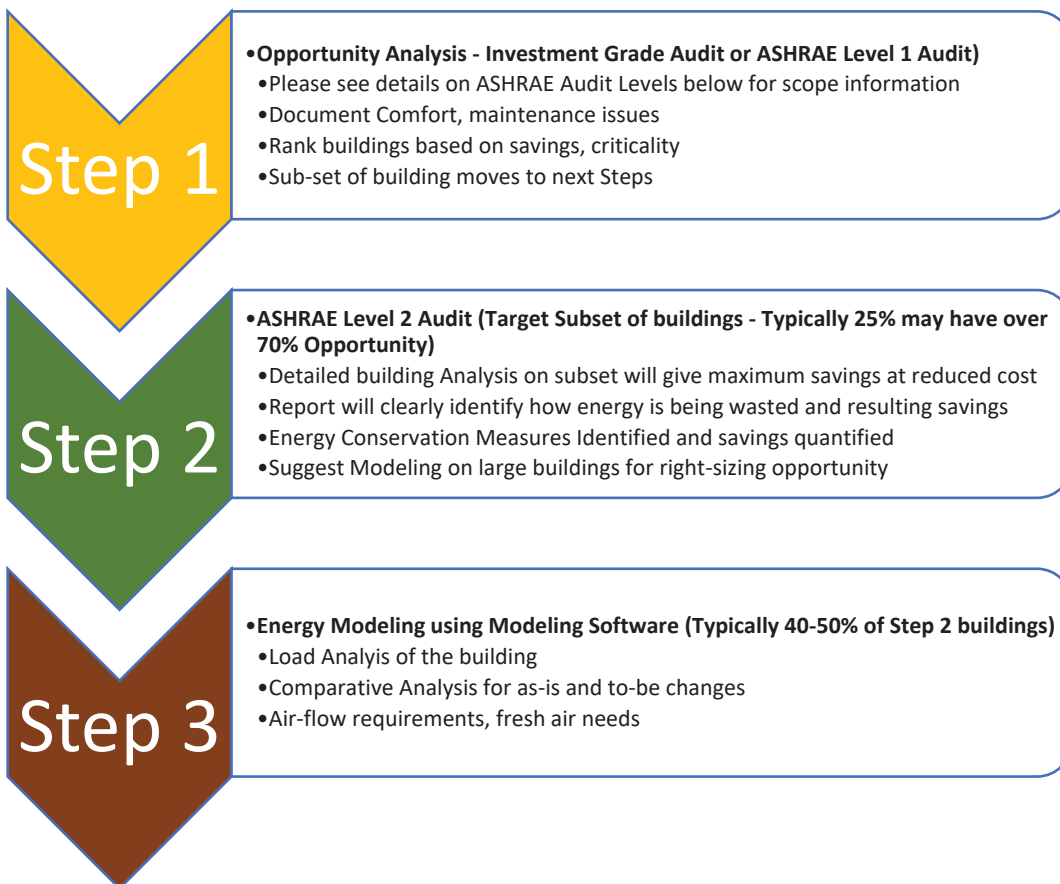 Step 1
•Opportunity Analysis - Investment Grade Audit or ASHRAE Level 1 Audit)
•Please see details on ASHRAE Audit Levels below for scope information
•Document Comfort, maintenance issues
•Rank buildings based on savings, criticality
•Sub-set of building moves to next Steps
Step 2
•ASHRAE Level 2 Audit (Target Subset of buildings - Typically 25% may have over
70% Opportunity)
•Detailed building Analysis on subset will give maximum savings at reduced cost
•Report will clearly identify how energy is being wasted and resulting savings
•Energy Conservation Measures Identified and savings quantified
•Suggest Modeling on large buildings for right-sizing opportunity
Step 3
•Energy Modeling using Modeling Software (Typically 40-50% of Step 2 buildings)
•Load Analyis of the building
•Comparative Analysis for as-is and to-be changes
•Air-flow requirements, fresh air needs